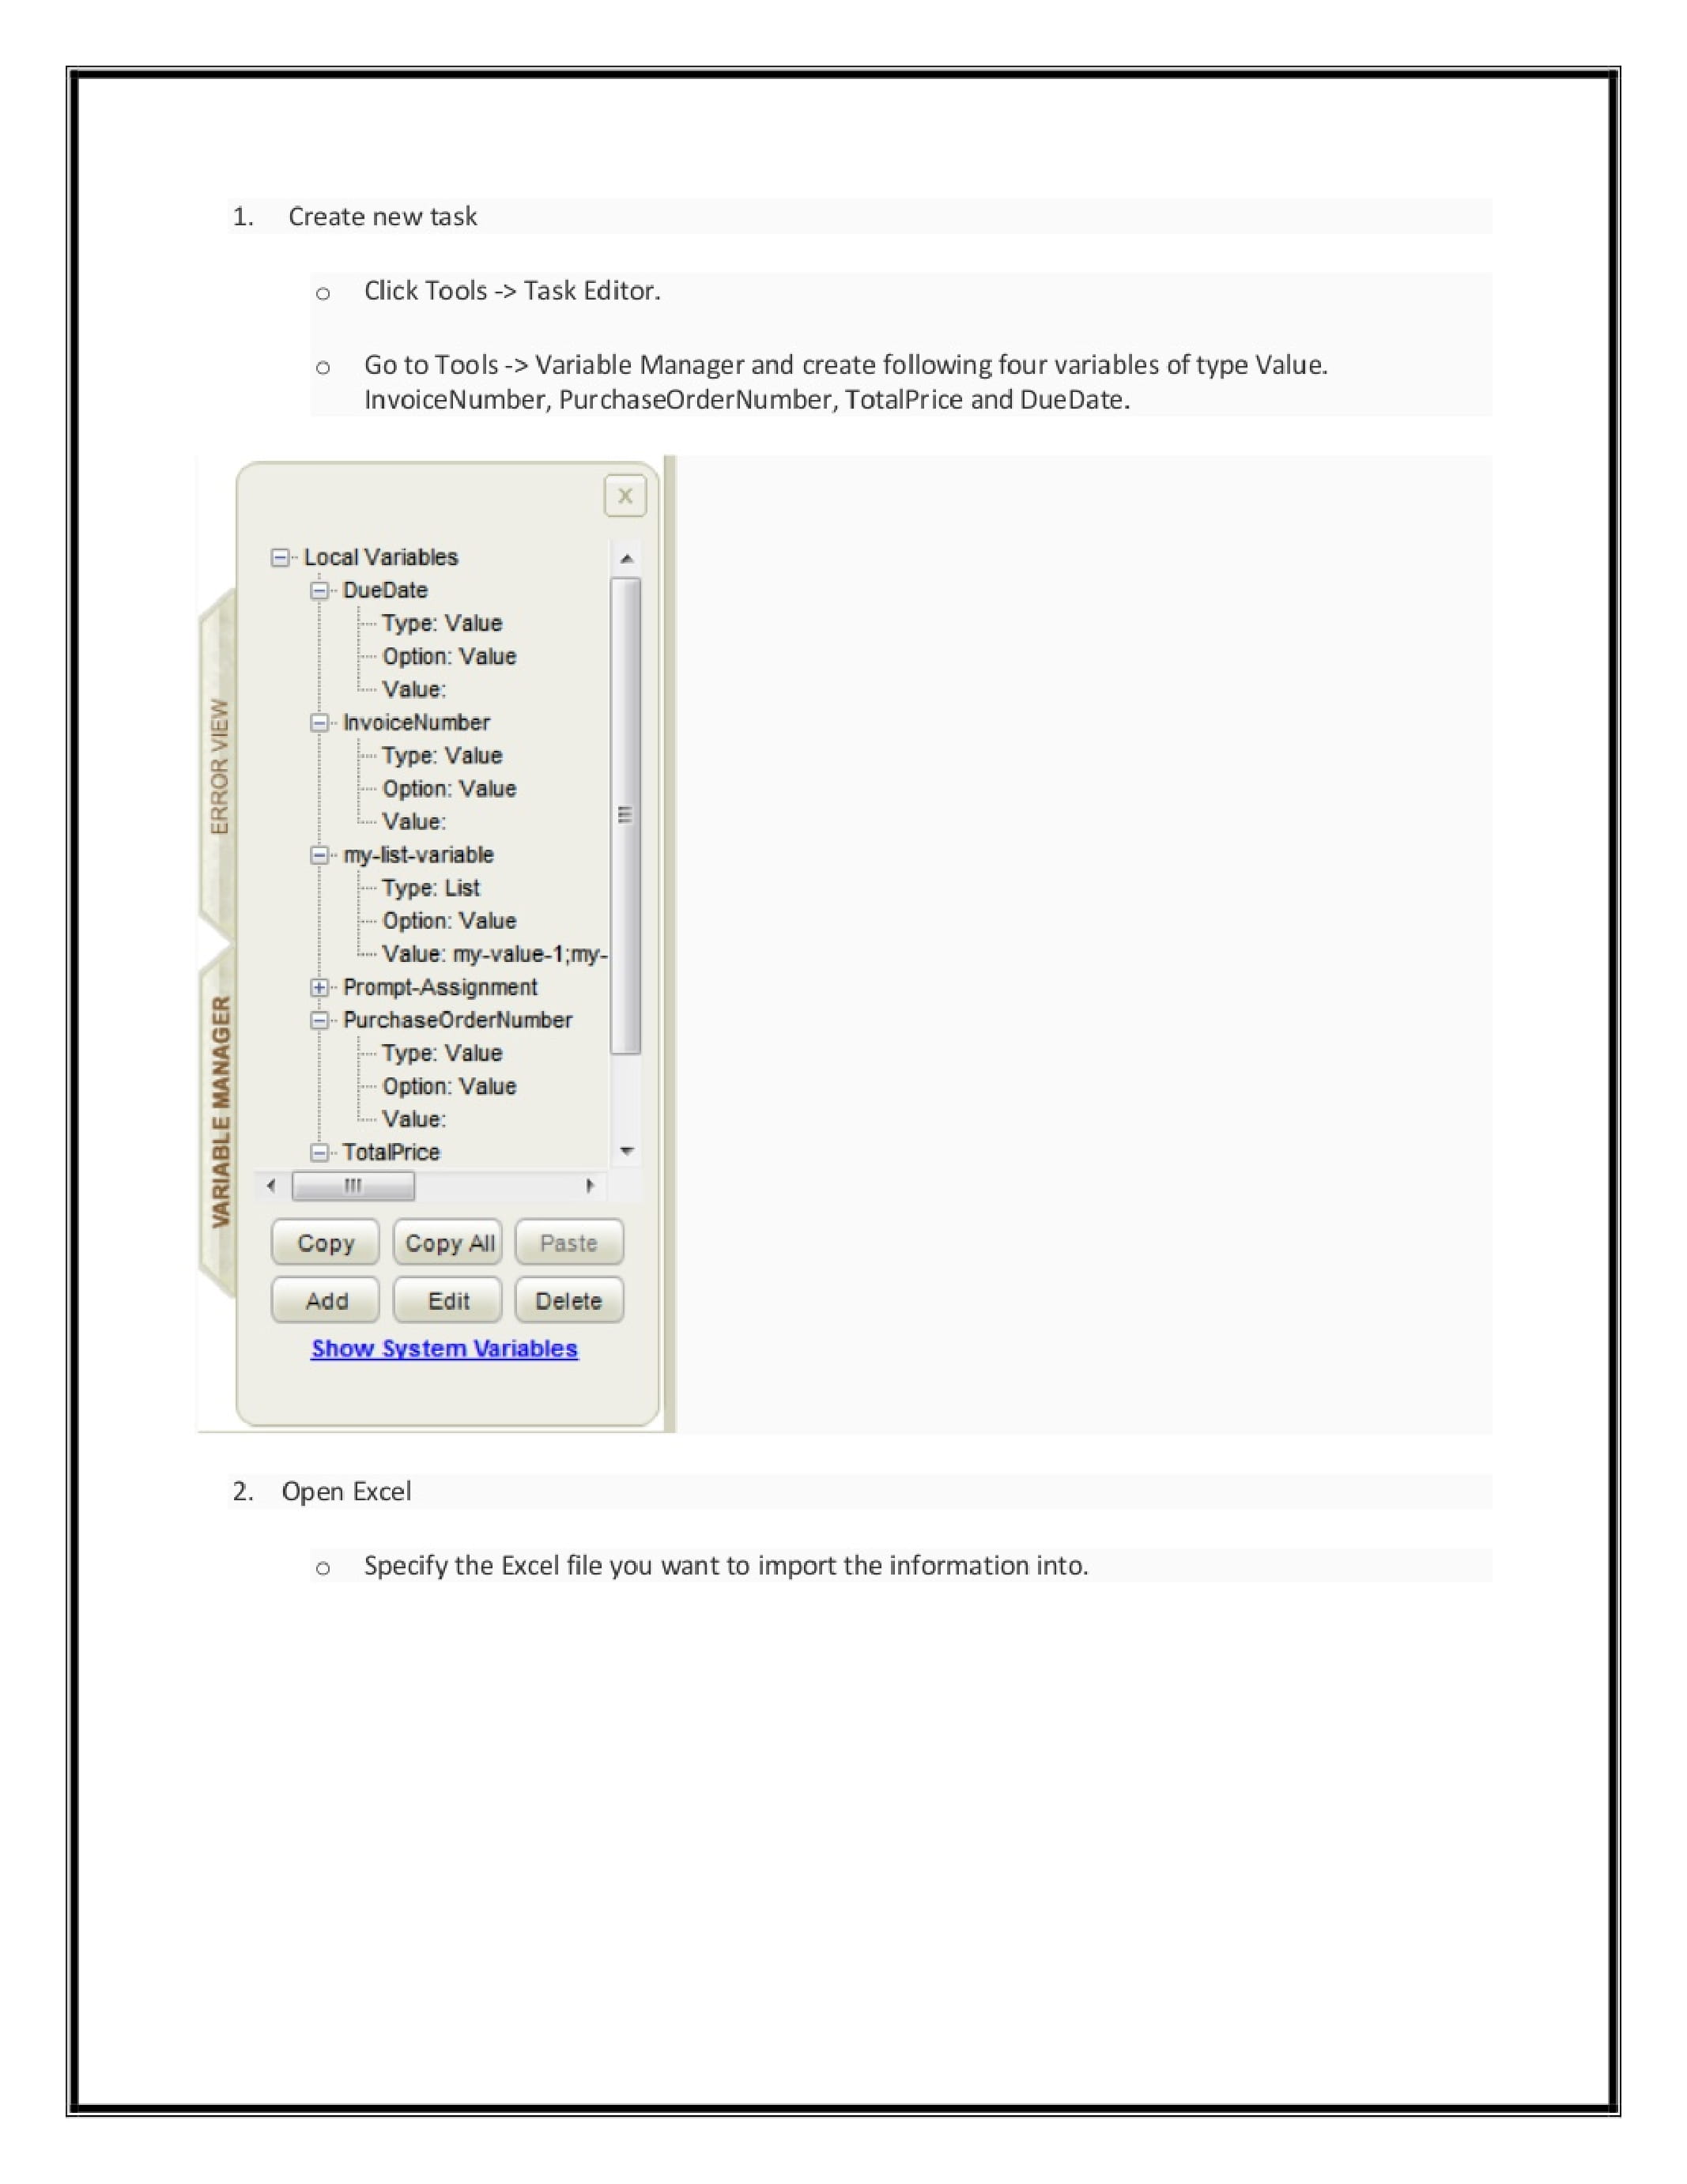 1. Create new task
o Click Tools -> Task Editor.
o Go to Tools -> Variable Manager and create following four variables of type Value.
InvoiceNumber, PurchaseOrderNumber, TotalPrice and DueDate.
X
Local Variables
DueDate
Type: Value
Option: Value
Value:
InvoiceNumber
Type: Value
Option: Value
Value:
my-list-variable
Type: List
Option: Value
Value: my-value-1;my-
Prompt-Assignment
PurchaseOrderNumber
Type: Value
Option: Value
Value:
TotalPrice
ERROR VIEW
VARIABLE MANAGER
Copy Copy All Paste
Add Edit Delete
Show System Variables
2. Open Excel
o Specify the Excel file you want to import the information into.